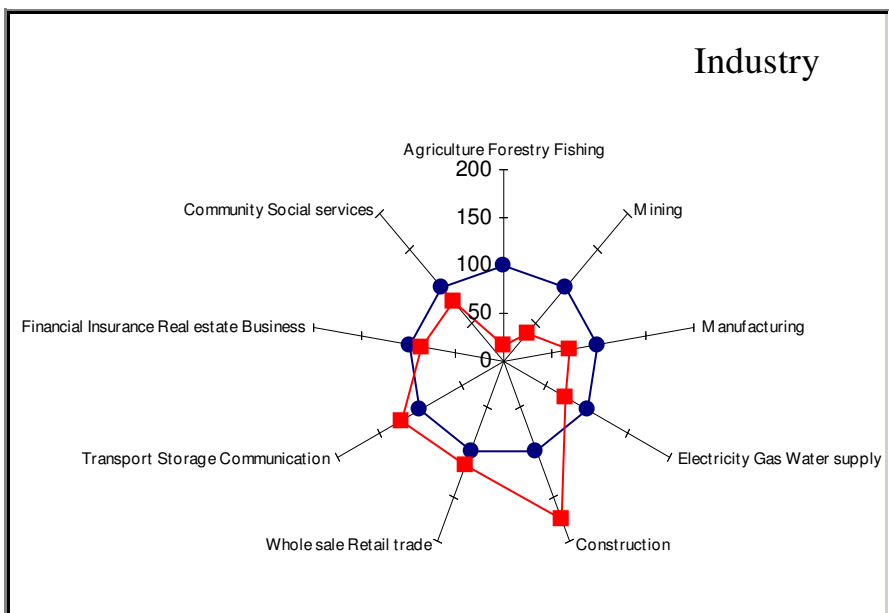 Industry
Agriculture Forestry Fishing
200
Community Social services
Mining
150
100
50
Financial Insurance Real estate Business
Manufacturing
0
Transport Storage Communication
Electricity Gas Water supply
Whole sale Retail trade
Construction